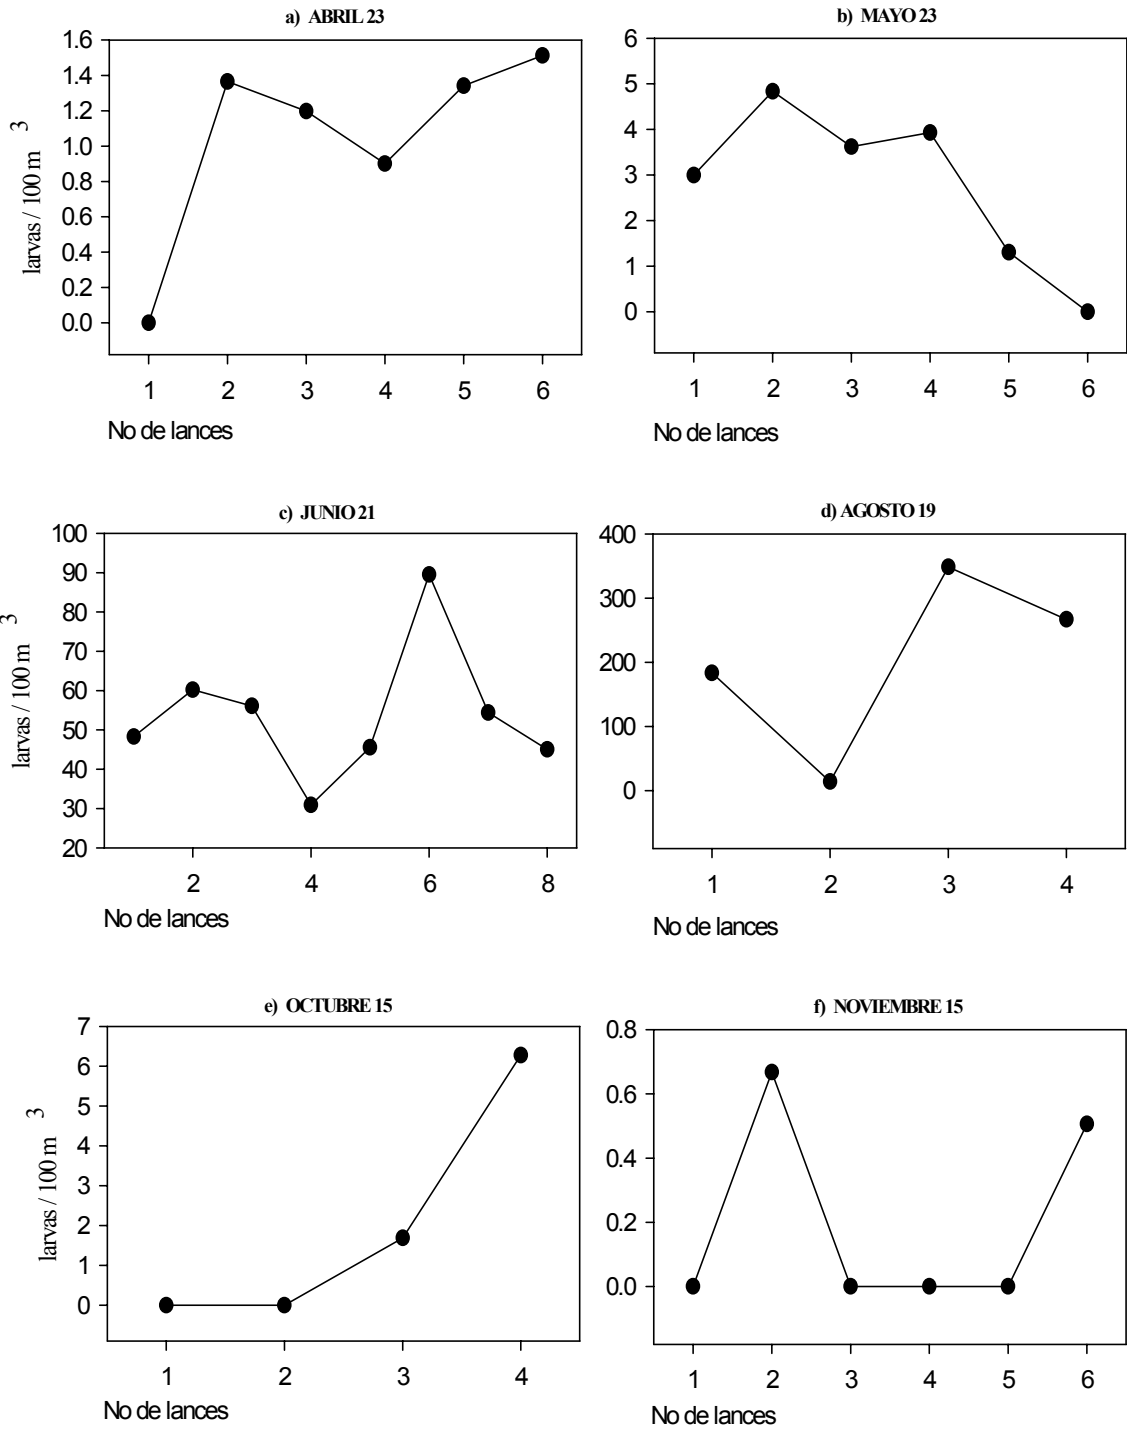 a) ABRIL 23
1.6
1.4
1.2
1.0
0.8
0.6
0.4
0.2
0.0
larvas / 100 m 3
1 2 3 4 5 6
No de lances
b) MAYO 23
6
5
4
3
2
1
0
1 2 3 4 5 6
No de lances
c) JUNIO 21
100
90
80
70
60
50
40
30
20
larvas / 100 m 3
2 4 6 8
No de lances
d) AGOSTO 19
400
300
200
100
0
1 2 3 4
No de lances
e) OCTUBRE 15
7
6
5
4
3
2
1
0
larvas / 100 m 3
1 2 3 4
No de lances
f) NOVIEMBRE 15
0.8
0.6
0.4
0.2
0.0
1 2 3 4 5 6
No de lances